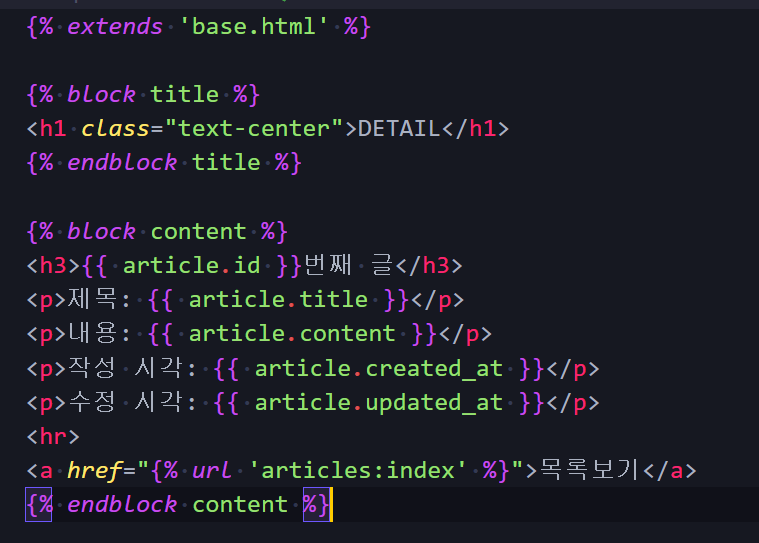 {% extends 'base.html' %}
{% block title %}
<h1 class="text-center">DETAIL</h1>
{% endblock title %}
{% block content %}
<h3>{{ article.id }}번째 글</h3>
<p>제목: {{ article.title }}</p>
<p>내용: {{ article.content }}</p>
<p>작성 시각: {{ article.created_at }}</p>
<p>수정 시각: {{ article.updated_at }}</p>
<hr>
<a href="{% url 'articles:index' %}">목록보기</a>
{% endblock content %}